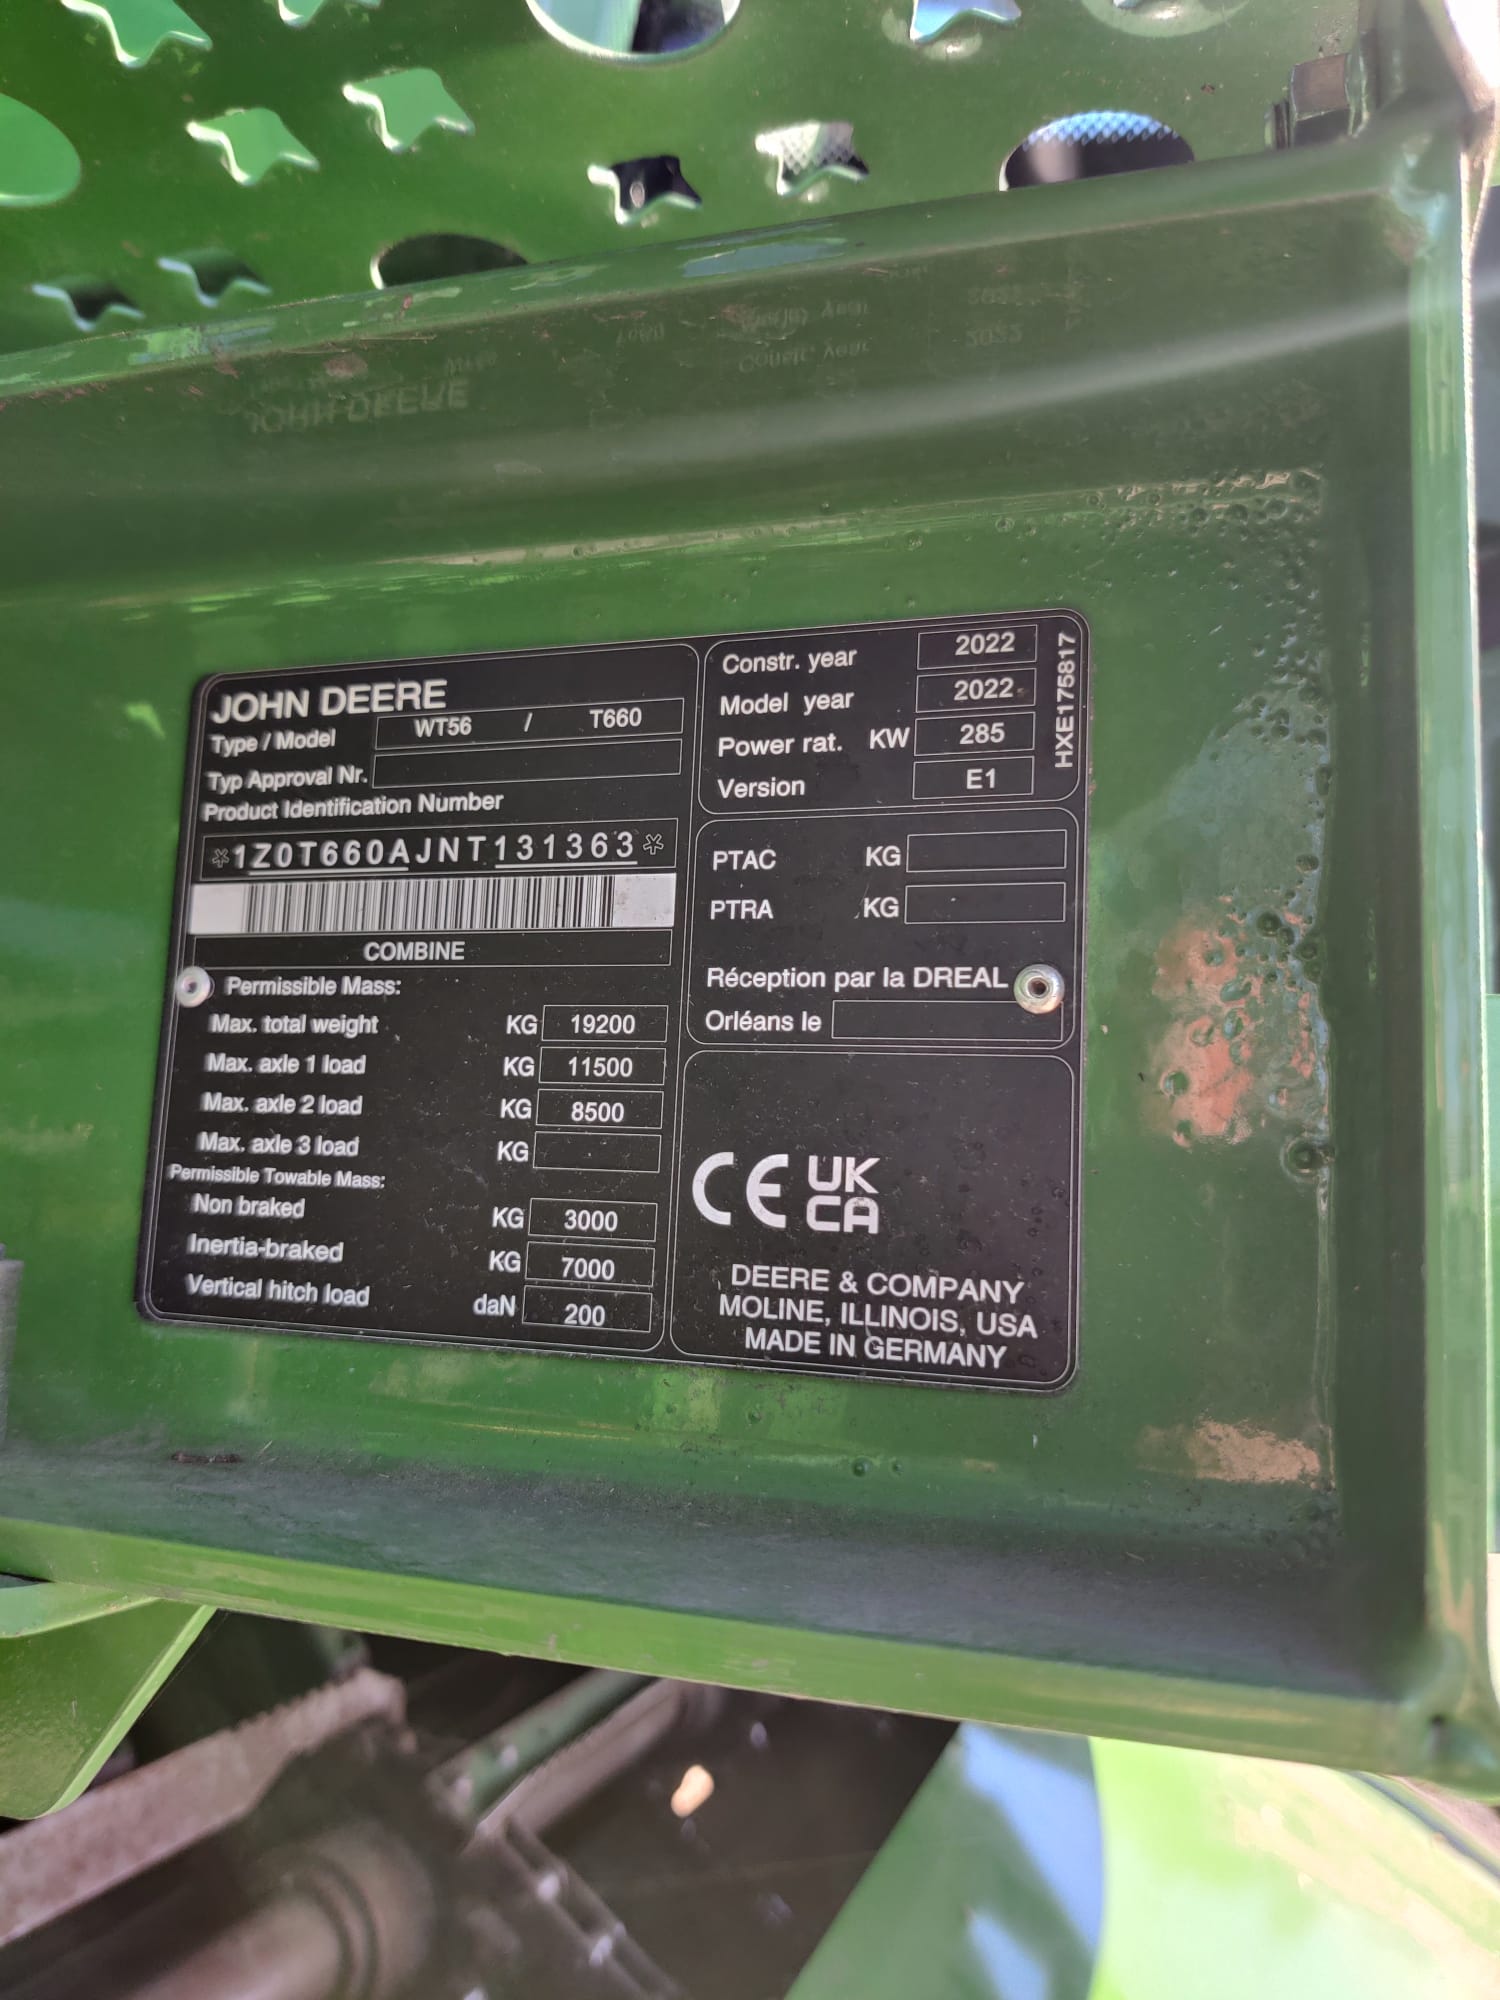 JOHN DEERE
Type / Model WT56 / T660
Typ Approval Nr.
Product Identification Number
*1Z0T660AJNT131363*
COMBINE
Permissible Mass:
Max. total weight KG 19200
Max. axle 1 load KG 11500
Max. axle 2 load KG 8500
Max. axle 3 load KG
Permissible Towable Mass:
Non braked KG 3000
Inertia-braked KG 7000
Vertical hitch load daN 200
Constr. year 2022
Model year 2022
Power rat. KW 285
Version E1
HXE175817
PTAC KG
PTRA KG
Réception par la DREAL
Orléans le
CE UK
CA
DEERE & COMPANY
MOLINE, ILLINOIS, USA
MADE IN GERMANY